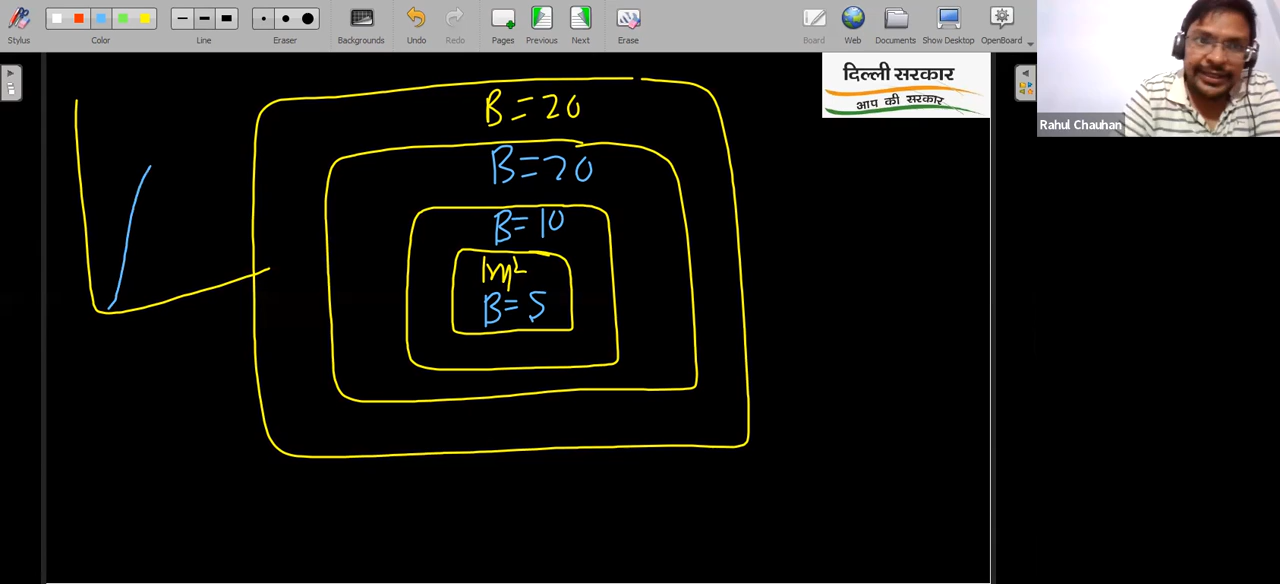 Stylus
Color
Line
Eraser
Backgrounds
Undo
Redo
Pages
Previous
Next
Erase
Board
Web
Documents
Show Desktop
OpenBoard
दिल्ली सरकार
आप की सरकार
Rahul Chauhan
B = 20
B = 20
B = 10
1m²
B = 5